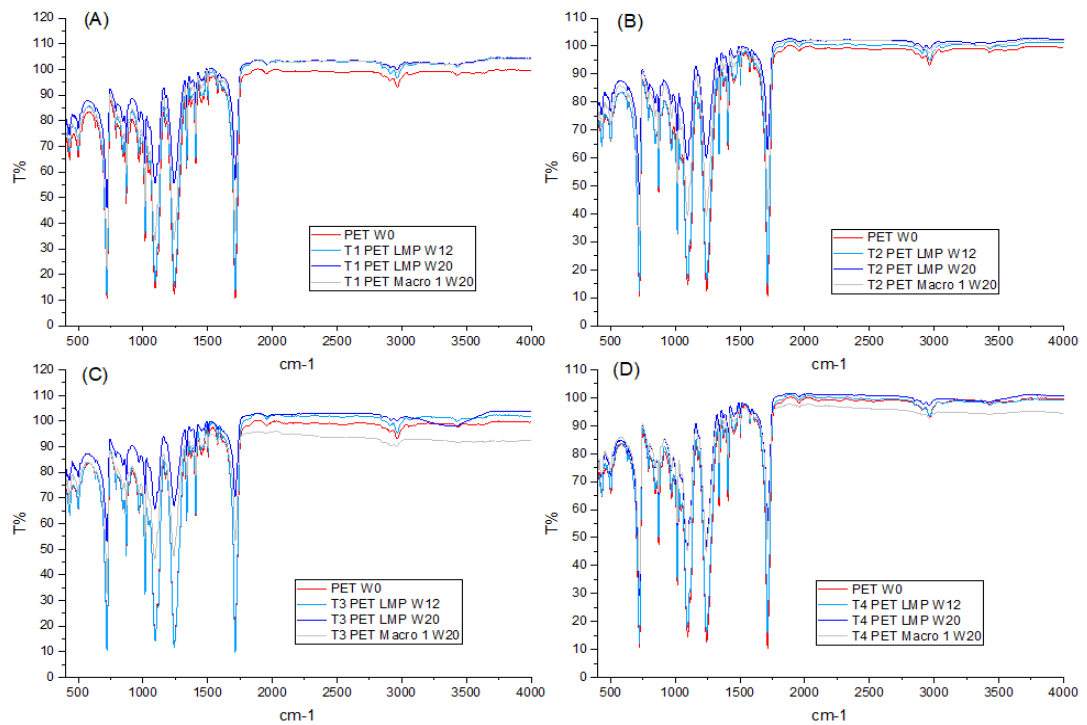 (A)
T%
120
110
100
90
80
70
60
50
40
30
20
10
0
500 1000 1500 2000 2500 3000 3500 4000
cm-1
PET W0
T1 PET LMP W12
T1 PET LMP W20
T1 PET Macro 1 W20
(B)
T%
110
100
90
80
70
60
50
40
30
20
10
0
500 1000 1500 2000 2500 3000 3500 4000
cm-1
PET W0
T2 PET LMP W12
T2 PET LMP W20
T2 PET Macro 1 W20
(C)
T%
120
110
100
90
80
70
60
50
40
30
20
10
0
500 1000 1500 2000 2500 3000 3500 4000
cm-1
PET W0
T3 PET LMP W12
T3 PET LMP W20
T3 PET Macro 1 W20
(D)
T%
110
100
90
80
70
60
50
40
30
20
10
0
500 1000 1500 2000 2500 3000 3500 4000
cm-1
PET W0
T4 PET LMP W12
T4 PET LMP W20
T4 PET Macro 1 W20